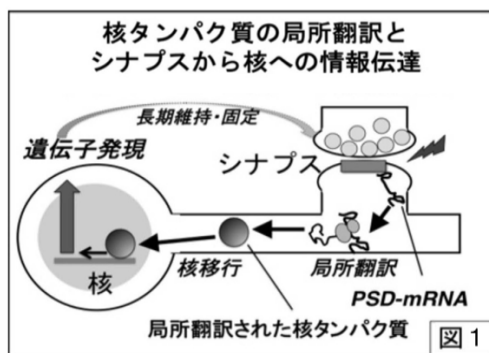 核タンパク質の局所翻訳と
シナプスから核への情報伝達
長期維持・固定
遺伝子発現
シナプス
核
核移行
局所翻訳
PSD-mRNA
局所翻訳された核タンパク質
図1